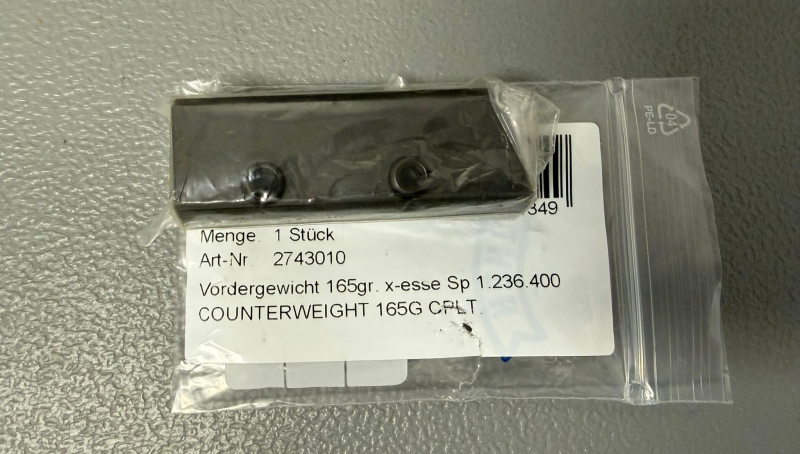 349
Menge. 1 Stück
Art-Nr. 2743010
Vordergewicht 165gr. x-esse Sp 1.236.400
COUNTERWEIGHT 165G CPLT.
04
PE-LD